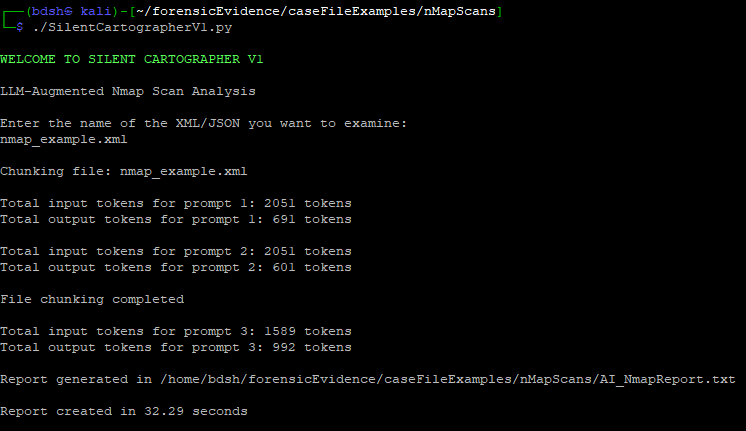 (bdsh㉿kali)-[~/forensicEvidence/caseFileExamples/nMapScans]
$ ./SilentCartographerV1.py
WELCOME TO SILENT CARTOGRAPHER V1
LLM-Augmented Nmap Scan Analysis
Enter the name of the XML/JSON you want to examine:
nmap_example.xml
Chunking file: nmap_example.xml
Total input tokens for prompt 1: 2051 tokens
Total output tokens for prompt 1: 691 tokens
Total input tokens for prompt 2: 2051 tokens
Total output tokens for prompt 2: 601 tokens
File chunking completed
Total input tokens for prompt 3: 1589 tokens
Total output tokens for prompt 3: 992 tokens
Report generated in /home/bdsh/forensicEvidence/caseFileExamples/nMapScans/AI_NmapReport.txt
Report created in 32.29 seconds